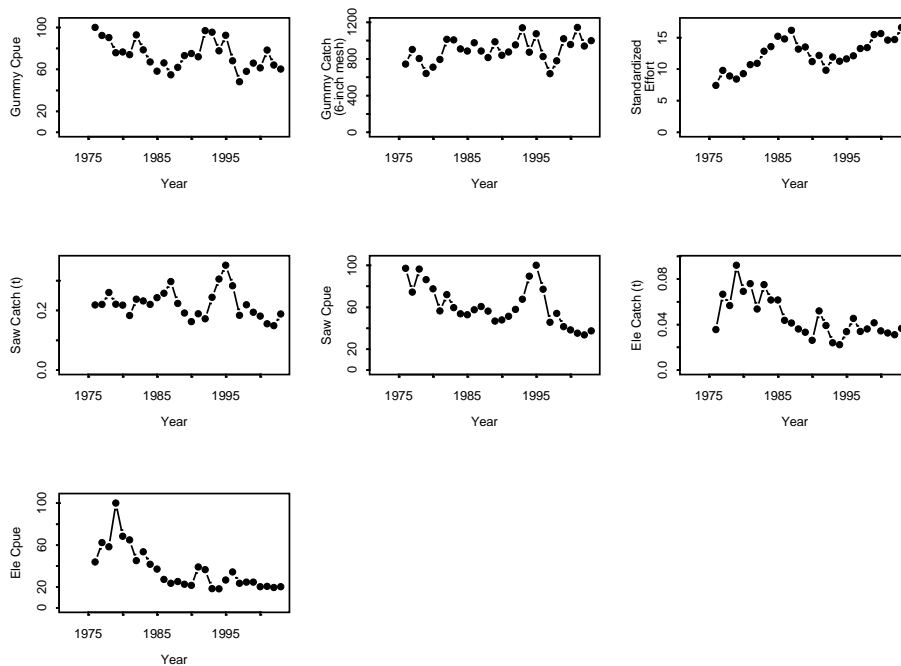 Gummy Cpue
0 20 60 100
1975 1985 1995
Year
Gummy Catch
(6-inch mesh)
0 400 800 1200
1975 1985 1995
Year
Standardized
Effort
0 5 10 15
1975 1985 1995
Year
Saw Catch (t)
0.0 0.2
1975 1985 1995
Year
Saw Cpue
0 20 60 100
1975 1985 1995
Year
Ele Catch (t)
0.0 0.04 0.08
1975 1985 1995
Year
Ele Cpue
0 20 60 100
1975 1985 1995
Year